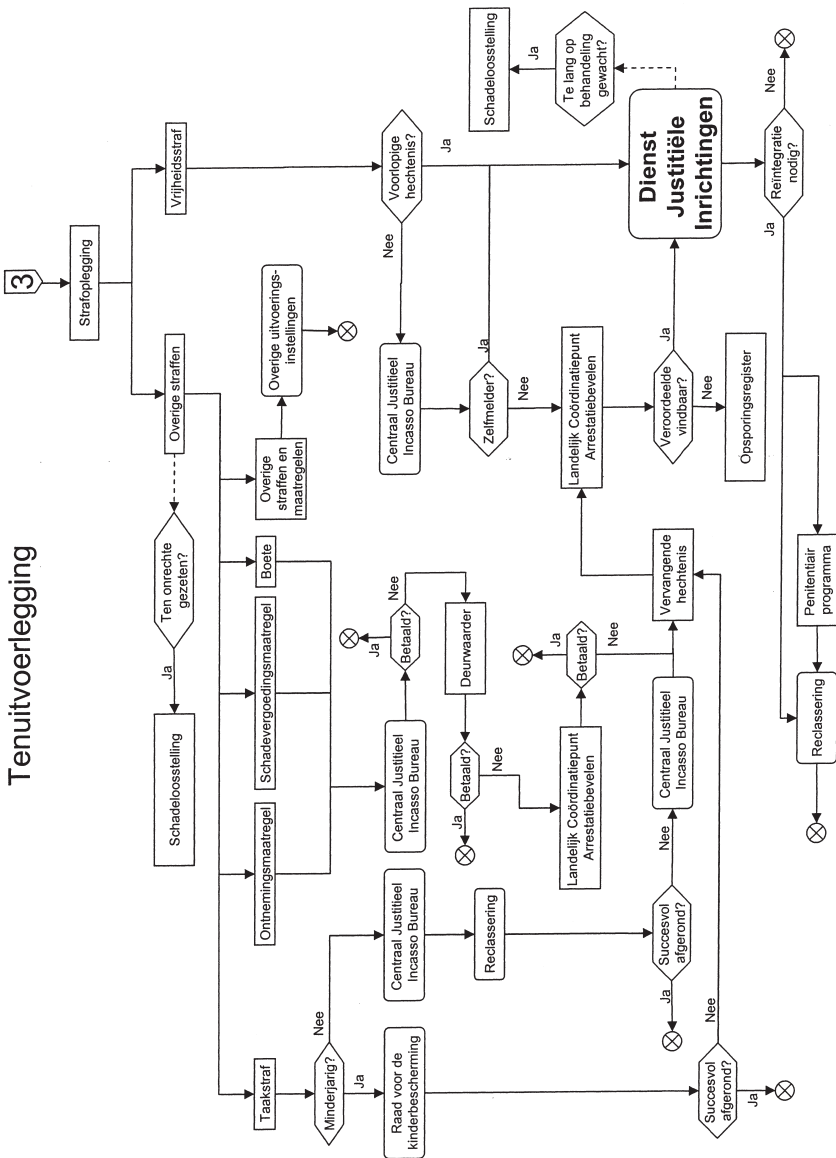 Tenuitvoerlegging
3
Strafoplegging
Overige straffen
Vrijheidsstraf
Ten onrechte
gezeten?
Ja
Schadeloosstelling
Taakstraf
Ontnemingsmaatregel
Schadevergoedingsmaatregel
Boete
Overige
straffen en
maatregelen
Overige uitvoerings-
instellingen
Minderjarig?
Nee
Ja
Raad voor de
kinderbescherming
Centraal Justitieel
Incasso Bureau
Reclassering
Succesvol
afgerond?
Ja
Nee
Centraal Justitieel
Incasso Bureau
Succesvol
afgerond?
Ja
Nee
Centraal Justitieel
Incasso Bureau
Betaald?
Ja
Nee
Deurwaarder
Betaald?
Ja
Nee
Landelijk Coördinatiepunt
Arrestatiebevelen
Betaald?
Ja
Nee
Vervangende
hechtenis
Voorlopige
hechtenis?
Nee
Ja
Centraal Justitieel
Incasso Bureau
Zelfmelder?
Ja
Nee
Landelijk Coördinatiepunt
Arrestatiebevelen
Veroordeelde
vindbaar?
Ja
Nee
Opsporingsregister
Dienst
Justitiële
Inrichtingen
Te lang op
behandeling
gewacht?
Ja
Schadeloosstelling
Reïntegratie
nodig?
Nee
Ja
Penitentiair
programma
Reclassering